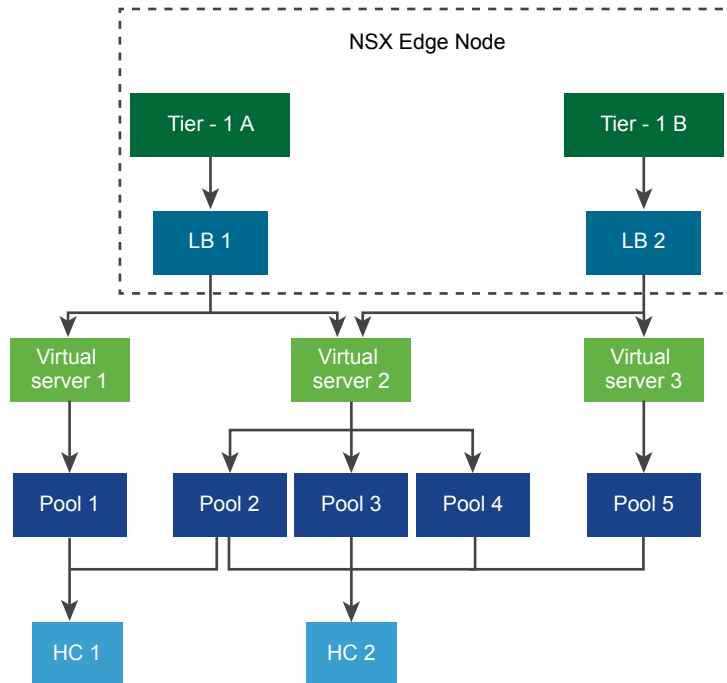 NSX Edge Node
Tier - 1 A
Tier - 1 B
LB 1
LB 2
Virtual
server 1
Virtual
server 2
Virtual
server 3
Pool 1
Pool 2
Pool 3
Pool 4
Pool 5
HC 1
HC 2